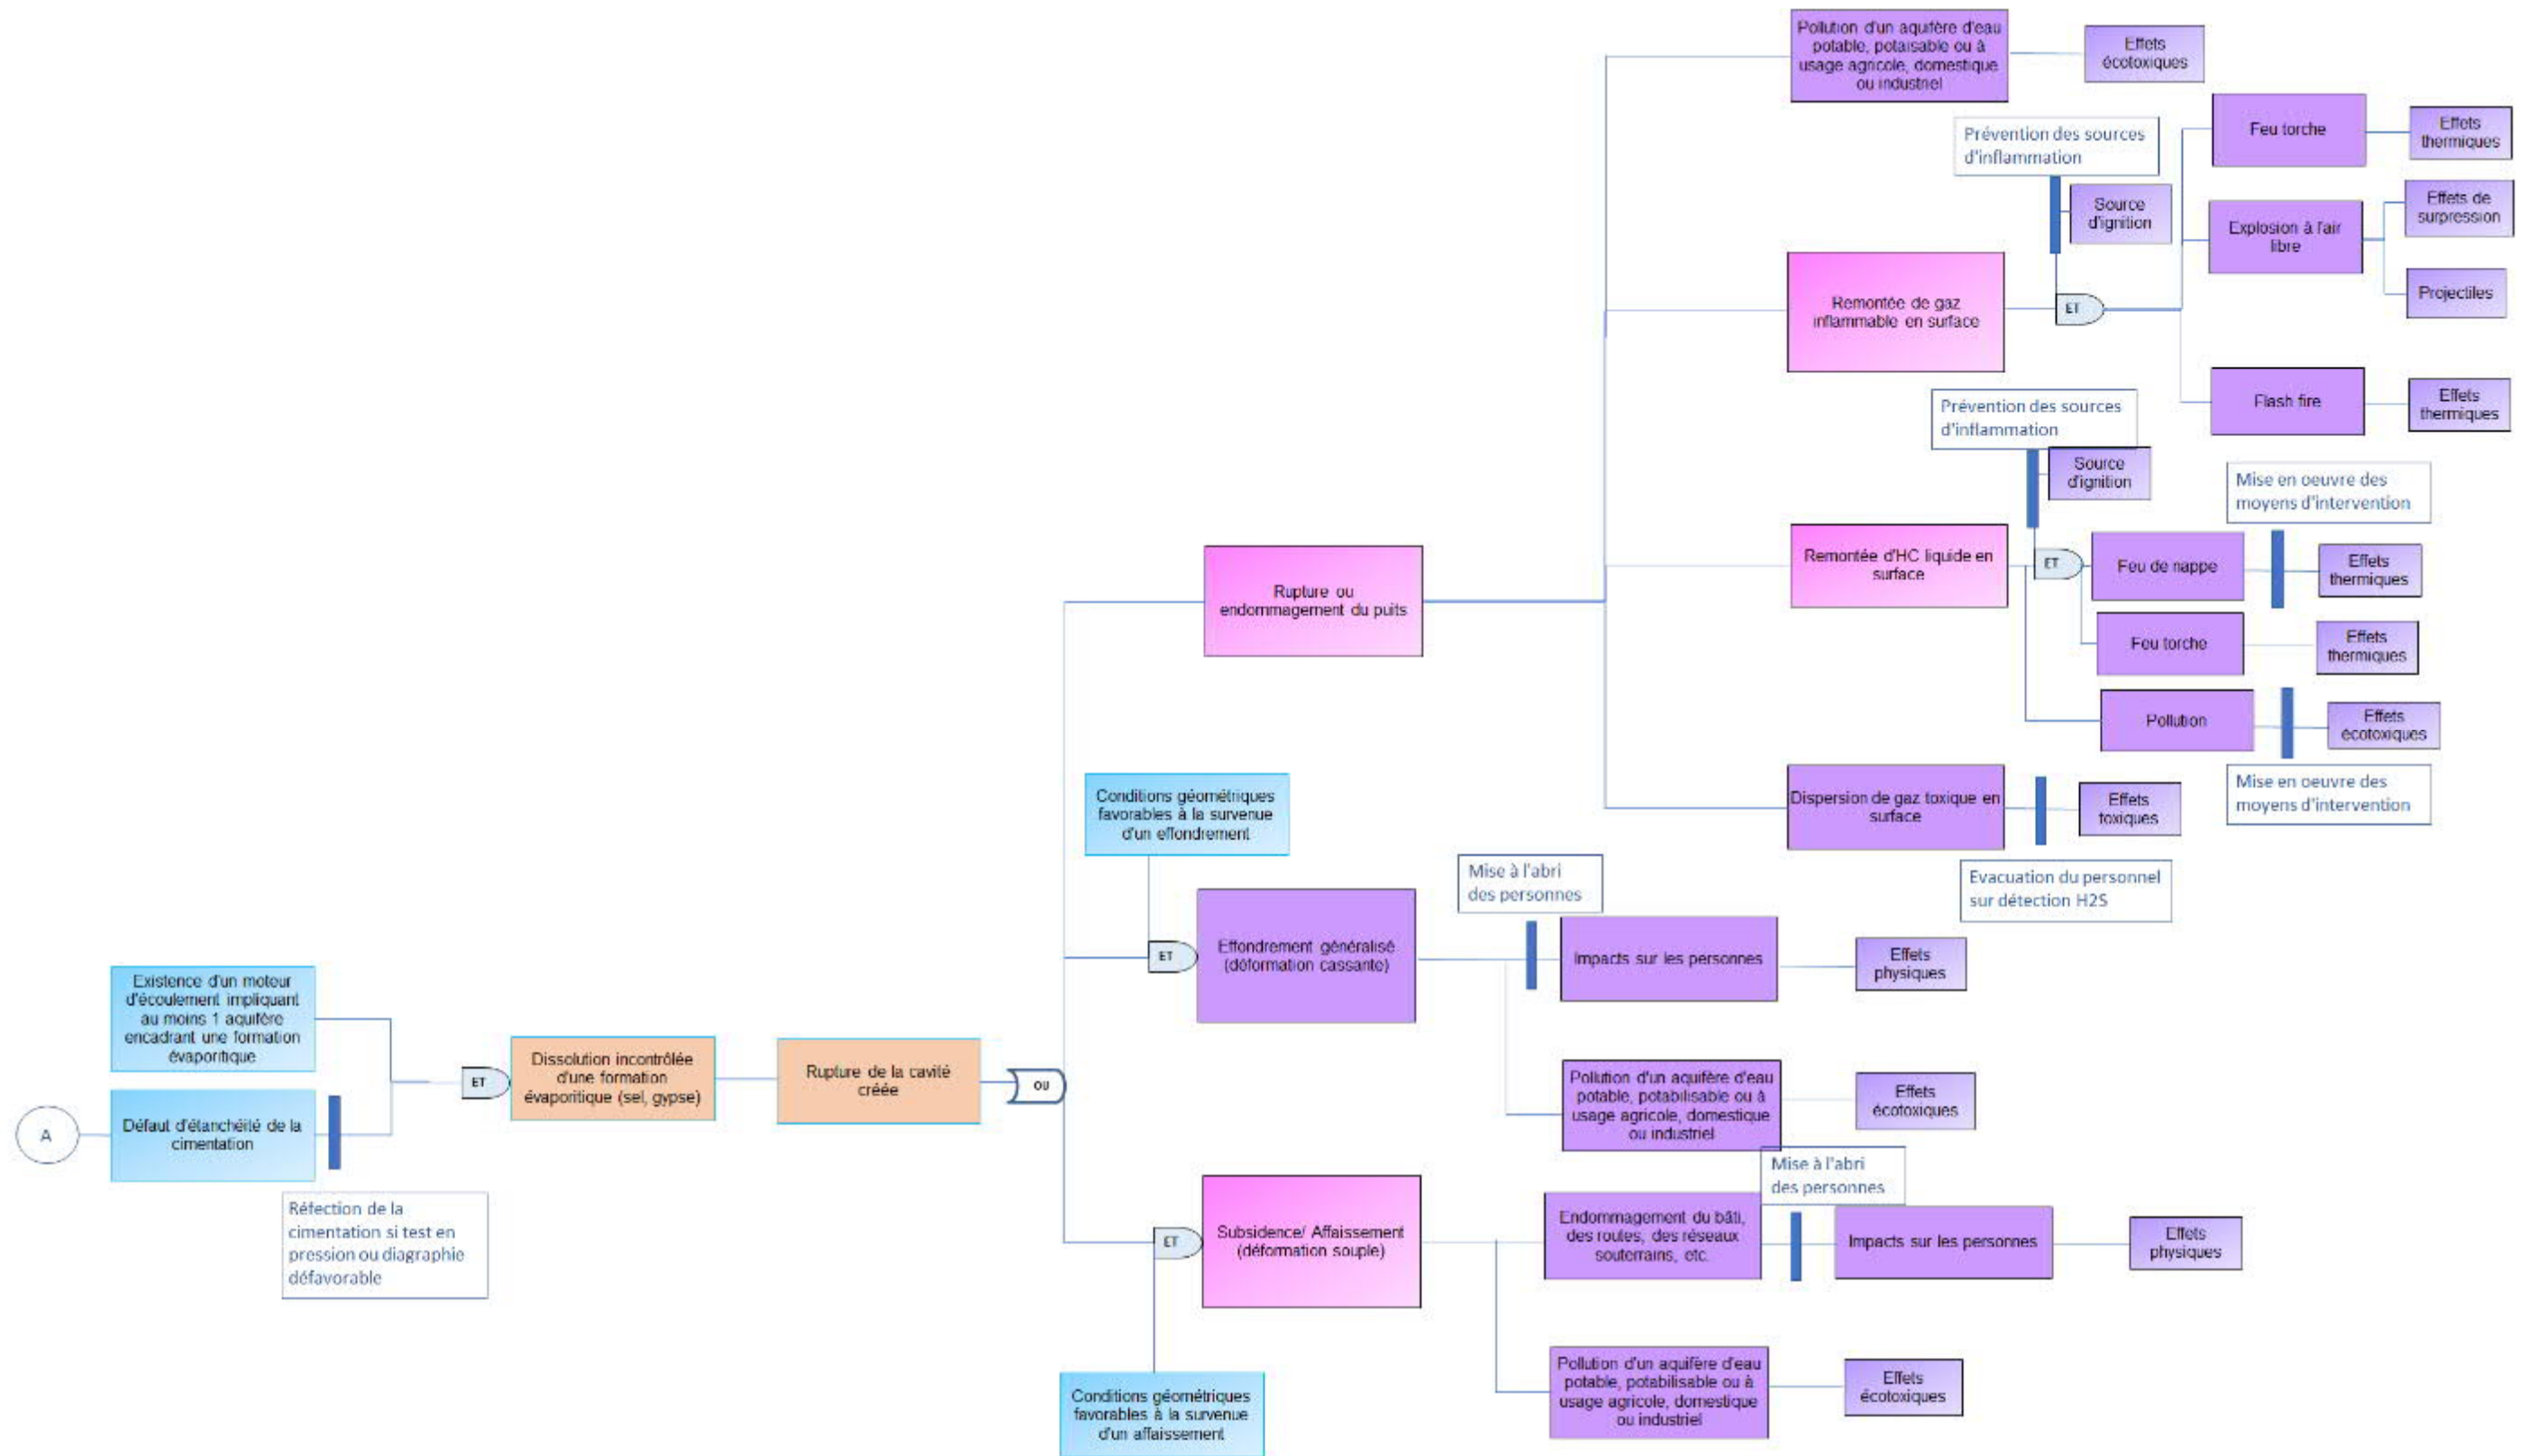 Pollution d'un aquifère d'eau
potable, potaisable ou à
usage agricole, domestique
ou industriel
Effets
écotoxiques
Prévention des sources
d'inflammation
Source
d'ignition
Feu torche
Effets
thermiques
Effets de
surpression
Explosion à l'air
libre
Projectiles
Remontée de gaz
inflammable en surface
ET
Flash fire
Effets
thermiques
Prévention des sources
d'inflammation
Source
d'ignition
Mise en oeuvre des
moyens d'intervention
Remontée d'HC liquide en
surface
ET
Feu de nappe
Effets
thermiques
Rupture ou
endommagement du puits
Feu torche
Effets
thermiques
Pollution
Effets
écotoxiques
Mise en oeuvre des
moyens d'intervention
Dispersion de gaz toxique en
surface
Effets
toxiques
Evacuation du personnel
sur détection H2S
Conditions géométriques
favorables à la survenue
d'un effondrement
Mise à l'abri
des personnes
ET
Effondrement généralisé
(déformation cassante)
Impacts sur les personnes
Effets
physiques
Existence d'un moteur
d'écoulement impliquant
au moins 1 aquifère
encadrant une formation
évaporitique
ET
Dissolution incontrôlée
d'une formation
évaporitique (sel, gypse)
Rupture de la cavité
créée
OU
Pollution d'un aquifère d'eau
potable, potabilisable ou à
usage agricole, domestique
ou industriel
Effets
écotoxiques
A
Défaut d'étanchéité de la
cimentation
Réfection de la
cimentation si test en
pression ou diagraphie
défavorable
Mise à l'abri
des personnes
ET
Subsidence/ Affaissement
(déformation souple)
Endommagement du bâti,
des routes, des réseaux
souterrains, etc.
Impacts sur les personnes
Effets
physiques
Conditions géométriques
favorables à la survenue
d'un affaissement
Pollution d'un aquifère d'eau
potable, potabilisable ou à
usage agricole, domestique
ou industriel
Effets
écotoxiques